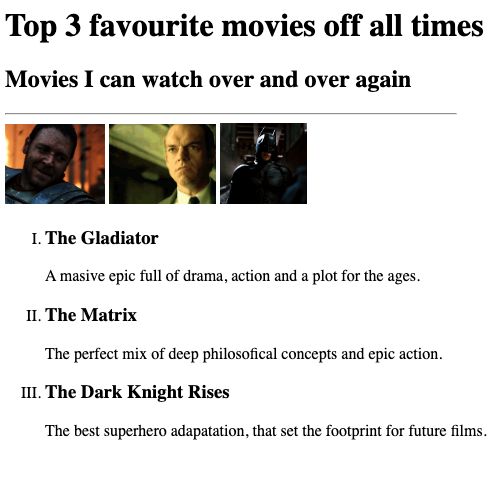 Top 3 favourite movies off all times
Movies I can watch over and over again
I. The Gladiator
A masive epic full of drama, action and a plot for the ages.
II. The Matrix
The perfect mix of deep philosofical concepts and epic action.
III. The Dark Knight Rises
The best superhero adapatation, that set the footprint for future films.